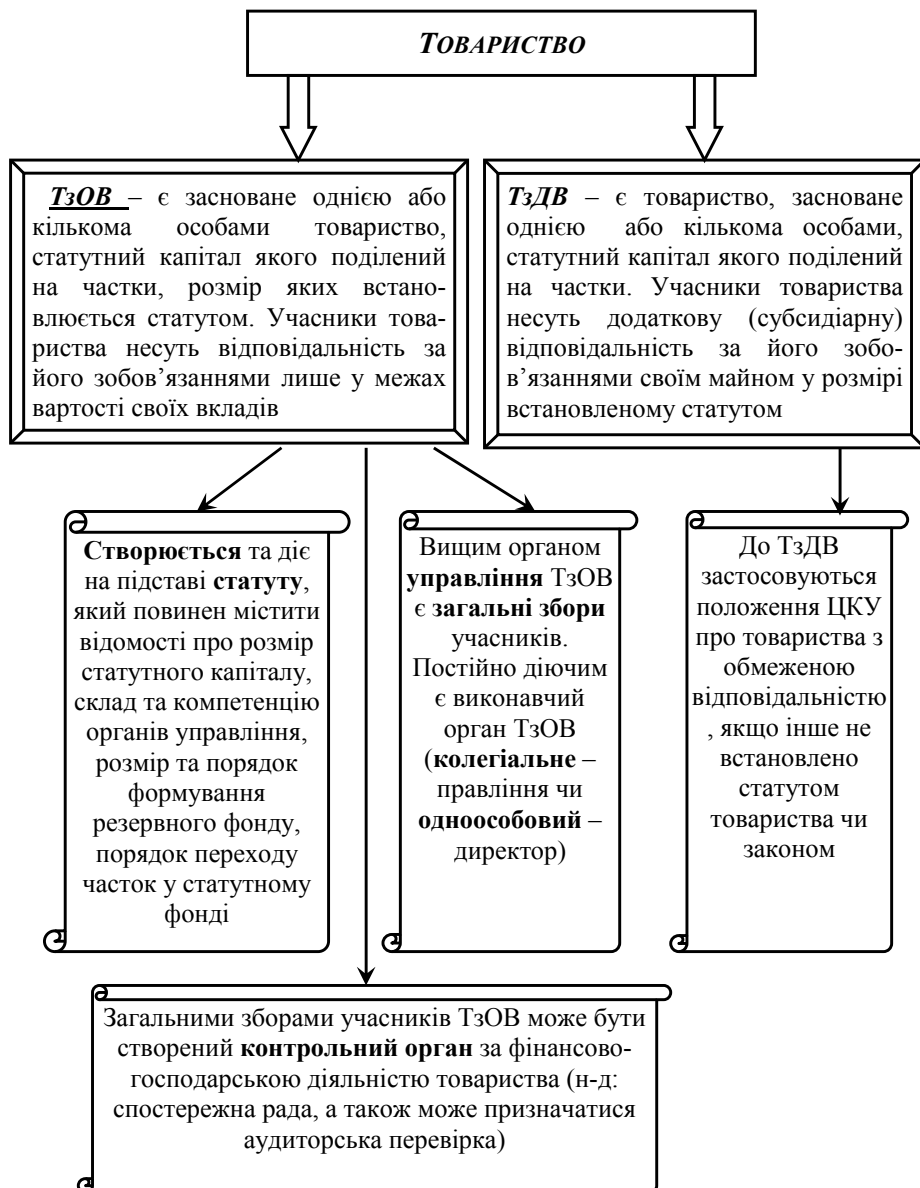 ТОВАРИСТВО
ТзОВ – є засноване однією або
кількома особами товариство,
статутний капітал якого поділений
на частки, розмір яких встано-
влюється статутом. Учасники това-
риства несуть відповідальність за
його зобов’язаннями лише у межах
вартості своїх вкладів
ТзДВ – є товариство, засноване
однією або кількома особами,
статутний капітал якого поділений
на частки. Учасники товариства
несуть додаткову (субсидіарну)
відповідальність за його зобо-
в’язаннями своїм майном у розмірі
встановленому статутом
Створюється та діє
на підставі статуту,
який повинен містити
відомості про розмір
статутного капіталу,
склад та компетенцію
органів управління,
розмір та порядок
формування
резервного фонду,
порядок переходу
часток у статутному
фонді
Вищим органом
управління ТзОВ
є загальні збори
учасників.
Постійно діючим
є виконавчий
орган ТзОВ
(колегіальне –
правління чи
одноособовий –
директор)
До ТзДВ
застосовуються
положення ЦКУ
про товариства з
обмеженою
відповідальністю
, якщо інше не
встановлено
статутом
товариства чи
законом
Загальними зборами учасників ТзОВ може бути
створений контрольний орган за фінансово-
господарською діяльністю товариства (н-д:
спостережна рада, а також може призначатися
аудиторська перевірка)